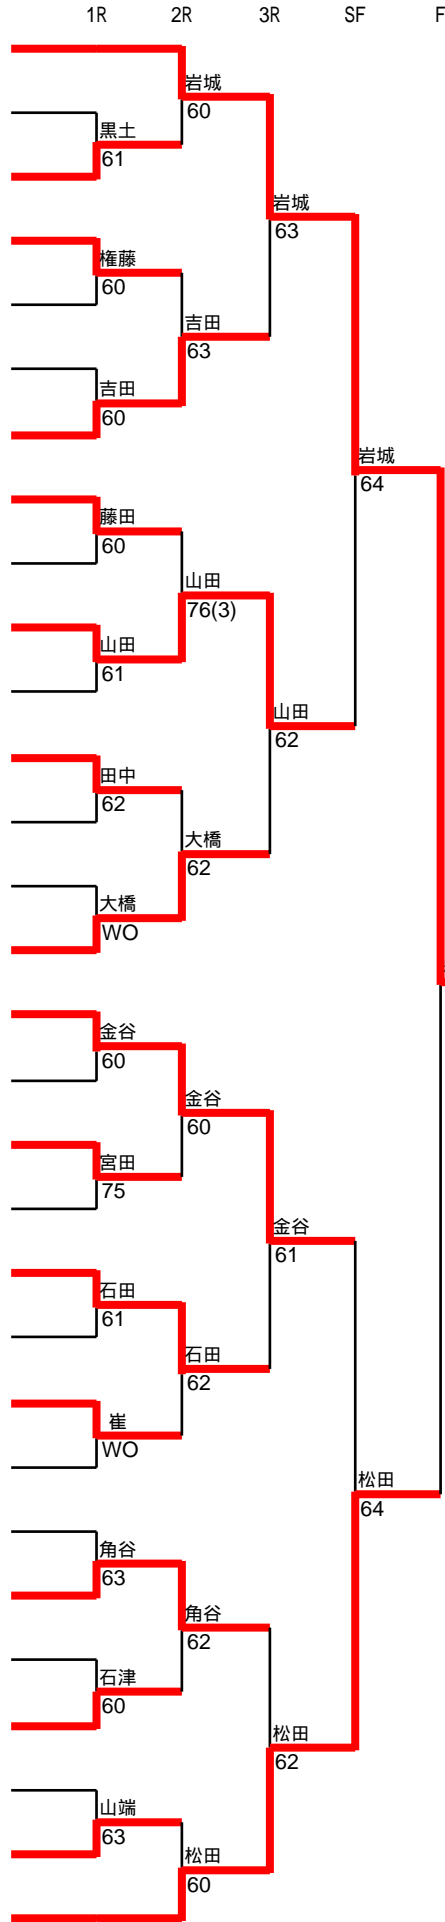 1R 2R 3R SF F
岩城
60
黒土
61
岩城
63
権藤
60
吉田
63
吉田
60
岩城
64
藤田
60
山田
76(3)
山田
61
山田
62
田中
62
大橋
62
大橋
WO
金谷
60
金谷
60
宮田
75
金谷
61
石田
61
石田
62
崔
WO
松田
64
角谷
63
角谷
62
石津
60
松田
62
山端
63
松田
60